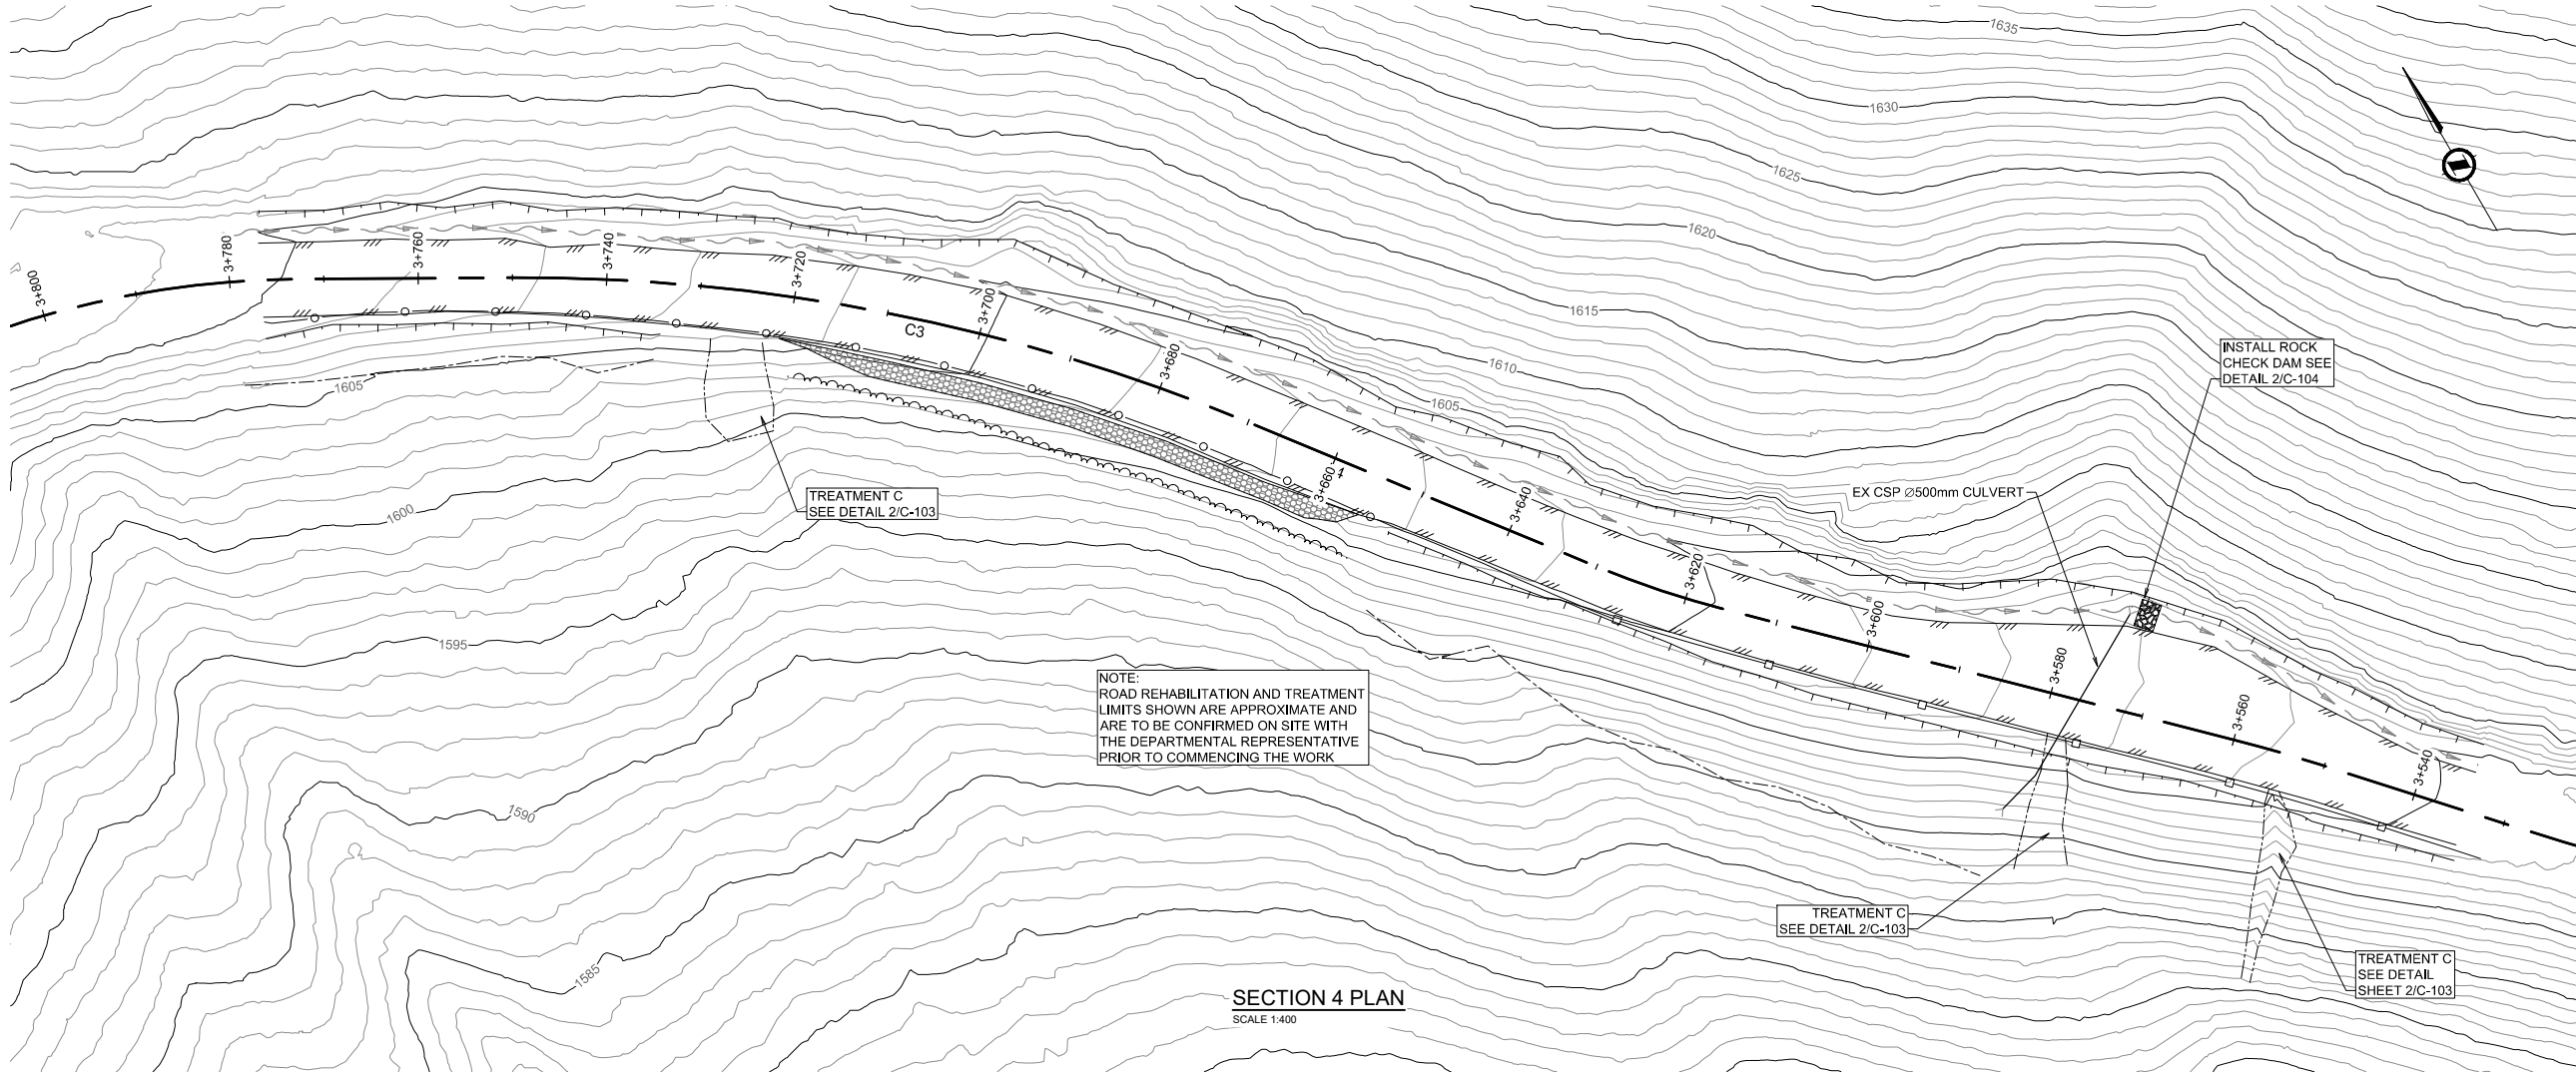 1635
1630
1625
1620
1615
1610
1605
3+800
3+780
3+760
3+740
3+720
3+700
3+680
3+660
3+640
3+620
3+600
3+580
3+560
3+540
C3
INSTALL ROCK
CHECK DAM SEE
DETAIL 2/C-104
EX CSP Ø500mm CULVERT
1605
1600
1595
1590
1585
TREATMENT C
SEE DETAIL 2/C-103
NOTE:
ROAD REHABILITATION AND TREATMENT
LIMITS SHOWN ARE APPROXIMATE AND
ARE TO BE CONFIRMED ON SITE WITH
THE DEPARTMENTAL REPRESENTATIVE
PRIOR TO COMMENCING THE WORK
TREATMENT C
SEE DETAIL 2/C-103
TREATMENT C
SEE DETAIL
SHEET 2/C-103
SECTION 4 PLAN
SCALE 1:400